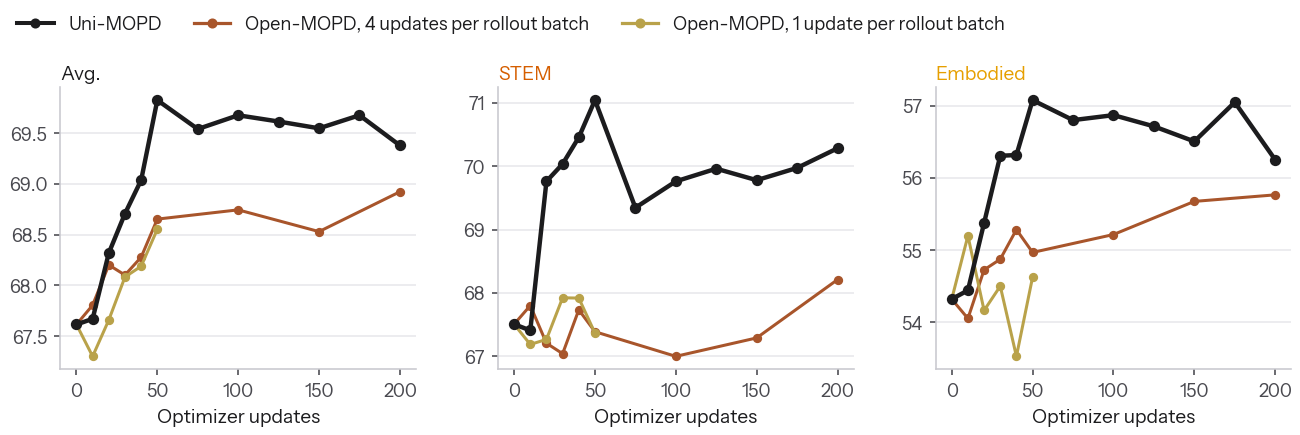 Uni-MOPD
Open-MOPD, 4 updates per rollout batch
Open-MOPD, 1 update per rollout batch
Avg.
69.5
69.0
68.5
68.0
67.5
0 50 100 150 200
Optimizer updates
STEM
71
70
69
68
67
0 50 100 150 200
Optimizer updates
Embodied
57
56
55
54
0 50 100 150 200
Optimizer updates